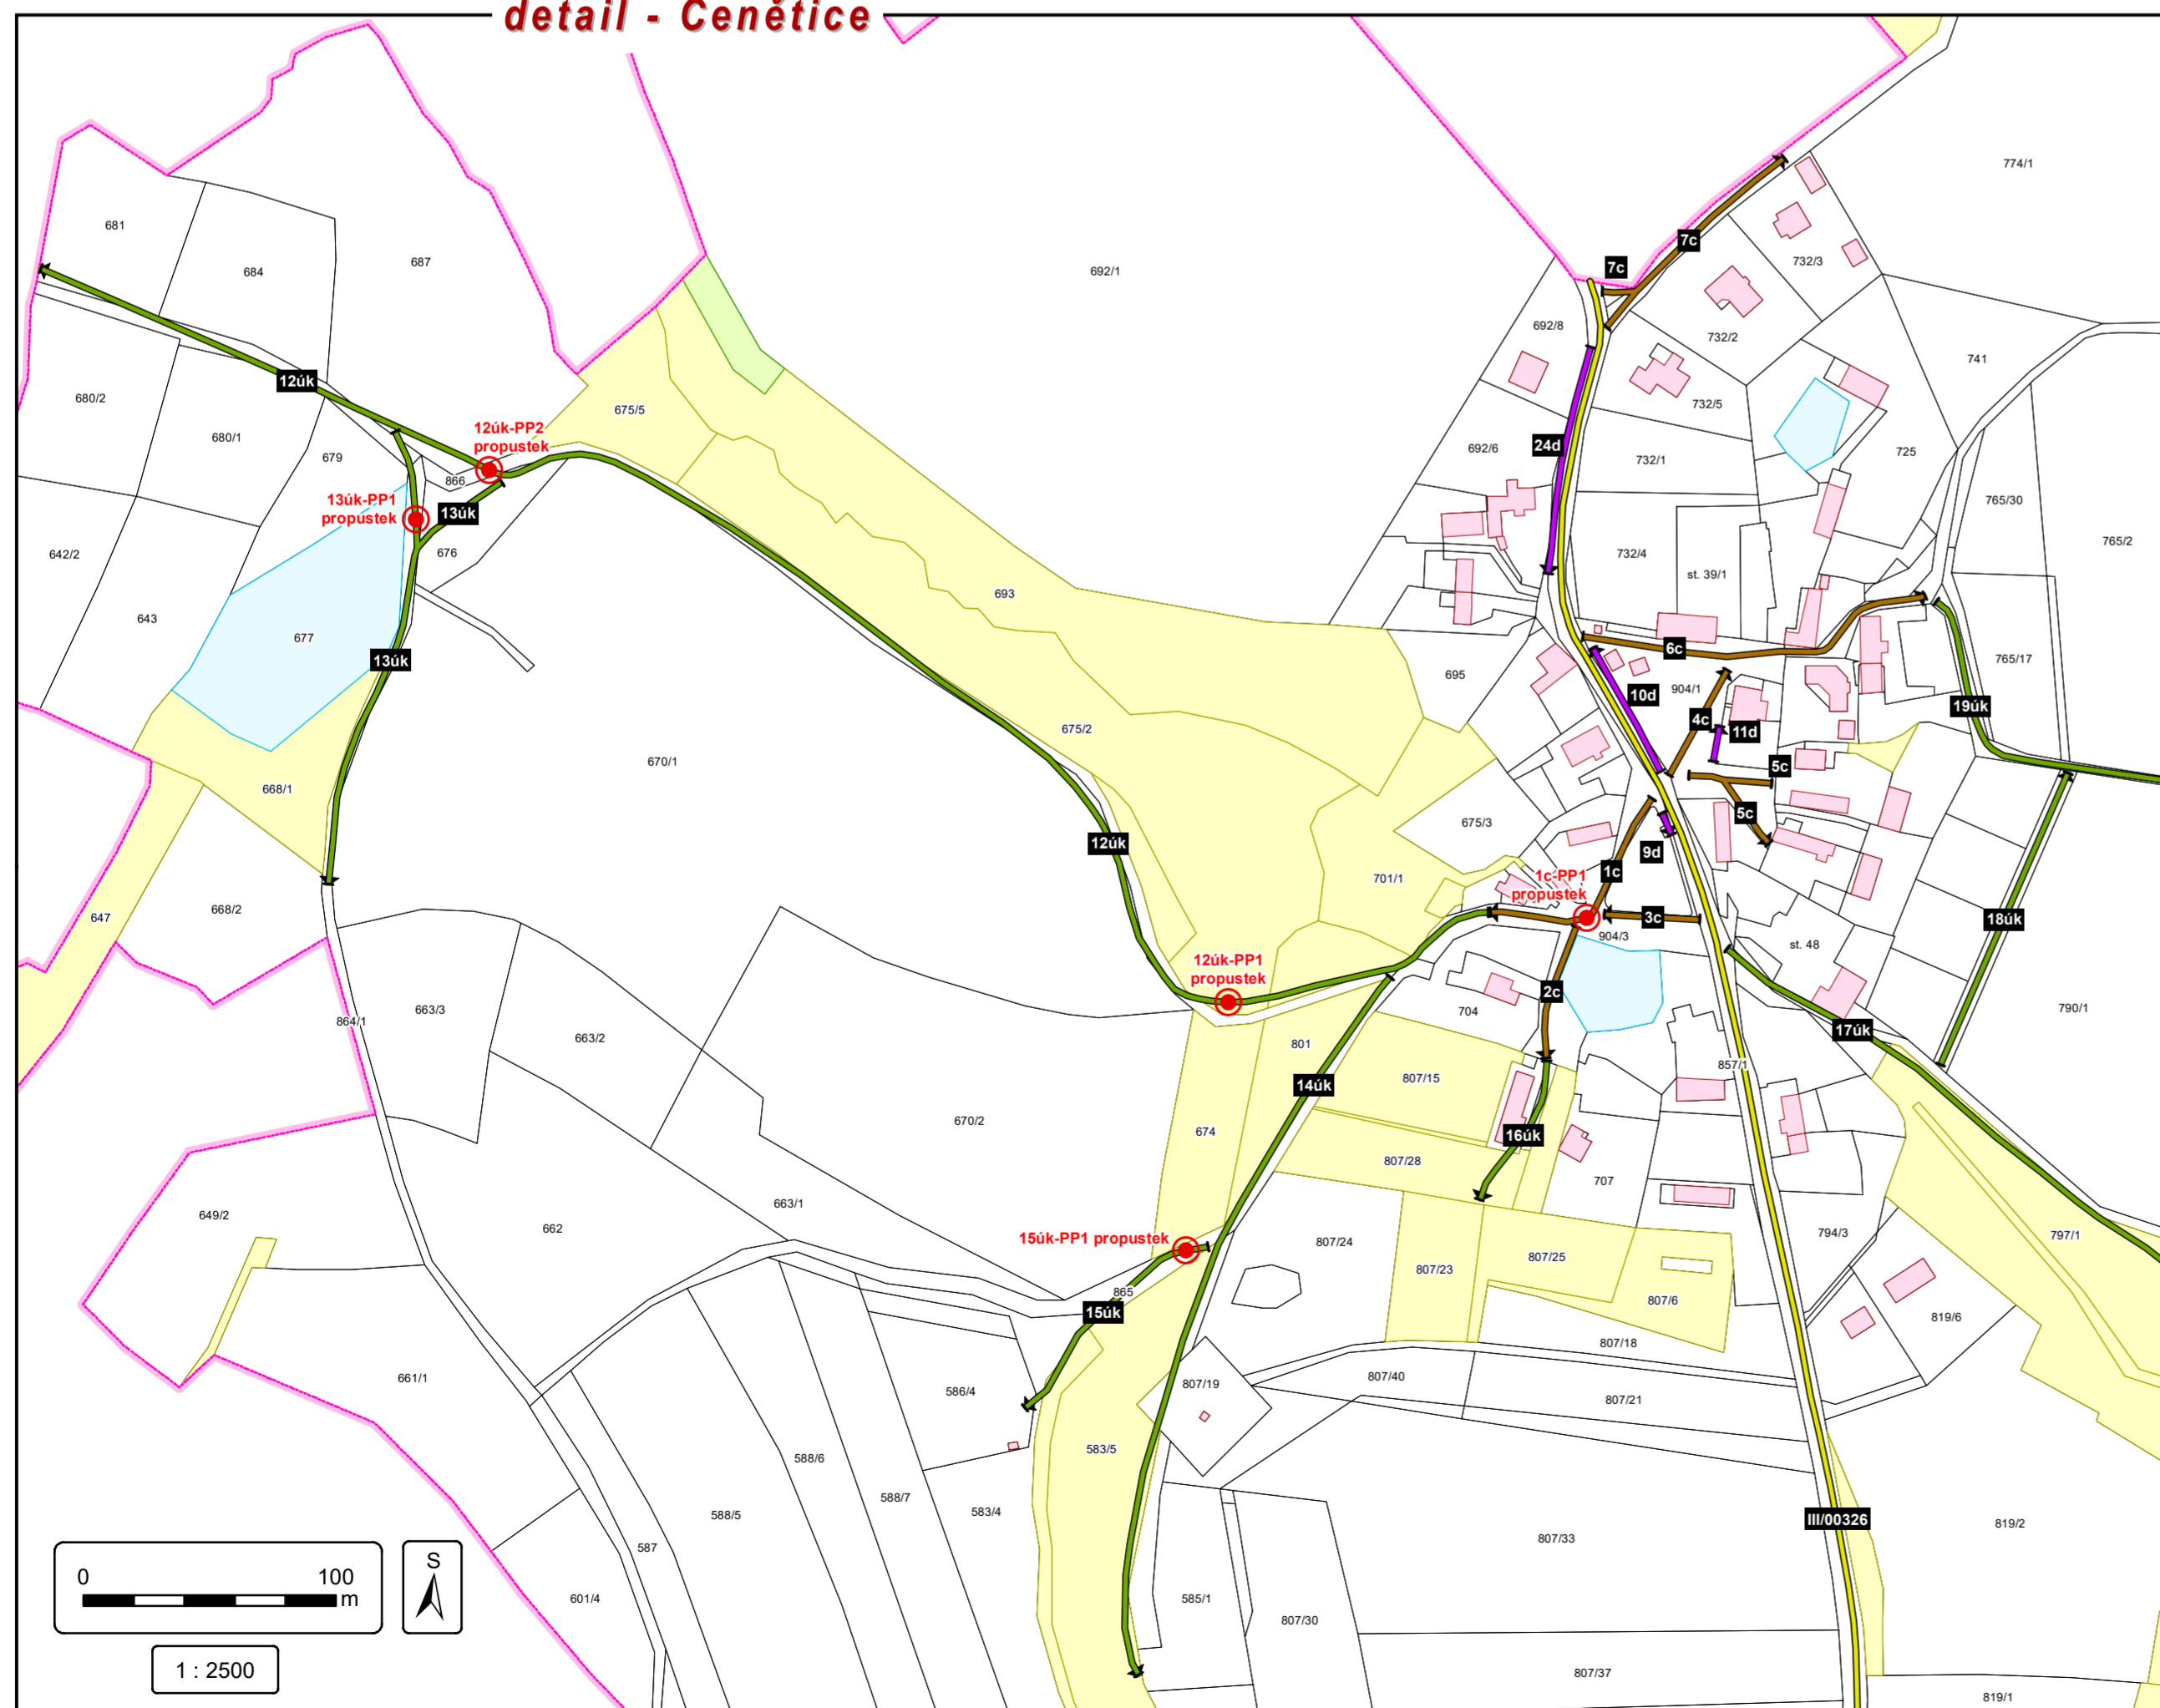 detail - Cenětice
774/1
681
684
687
692/1
7c
7c
732/3
692/8
732/2
741
12úk
680/2
680/1
675/5
12úk-PP2
propustek
732/5
24d
692/6
732/1
725
679
866
13úk-PP1
propustek
13úk
765/30
765/2
642/2
676
732/4
st. 39/1
643
677
693
13úk
6c
765/17
695
904/1
10d
4c
11d
19úk
675/2
670/1
5c
668/1
5c
675/3
12úk
9d
1c
701/1
1c-PP1
propustek
647
668/2
3c
904/3
18úk
st. 48
12úk-PP1
propustek
2c
663/3
864/1
704
790/1
663/2
801
17úk
857/1
14úk
807/15
670/2
674
16úk
807/28
707
663/1
649/2
662
15úk-PP1 propustek
807/24
794/3
797/1
807/25
807/23
865
807/6
15úk
819/6
807/18
661/1
807/19
807/40
586/4
807/21
583/5
588/6
588/7
583/4
588/5
III/00326
819/2
587
807/33
0 100
m
S
601/4
585/1
807/30
1 : 2500
807/37
819/1